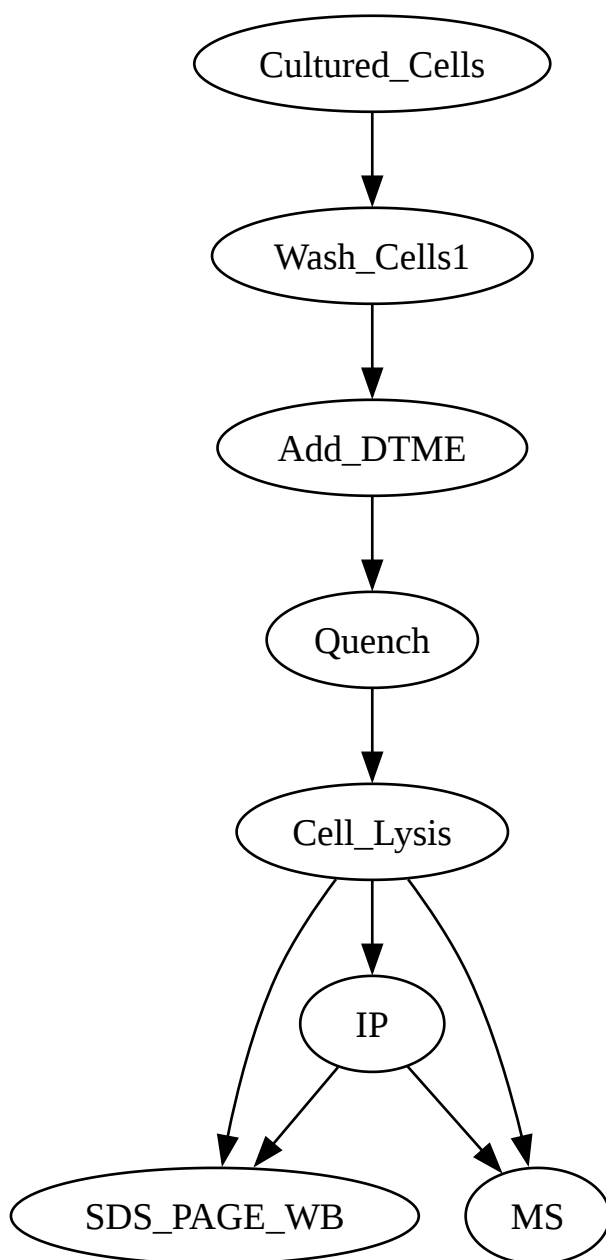 Cultured_Cells
Wash_Cells1
Add_DTME
Quench
Cell_Lysis
IP
SDS_PAGE_WB
MS